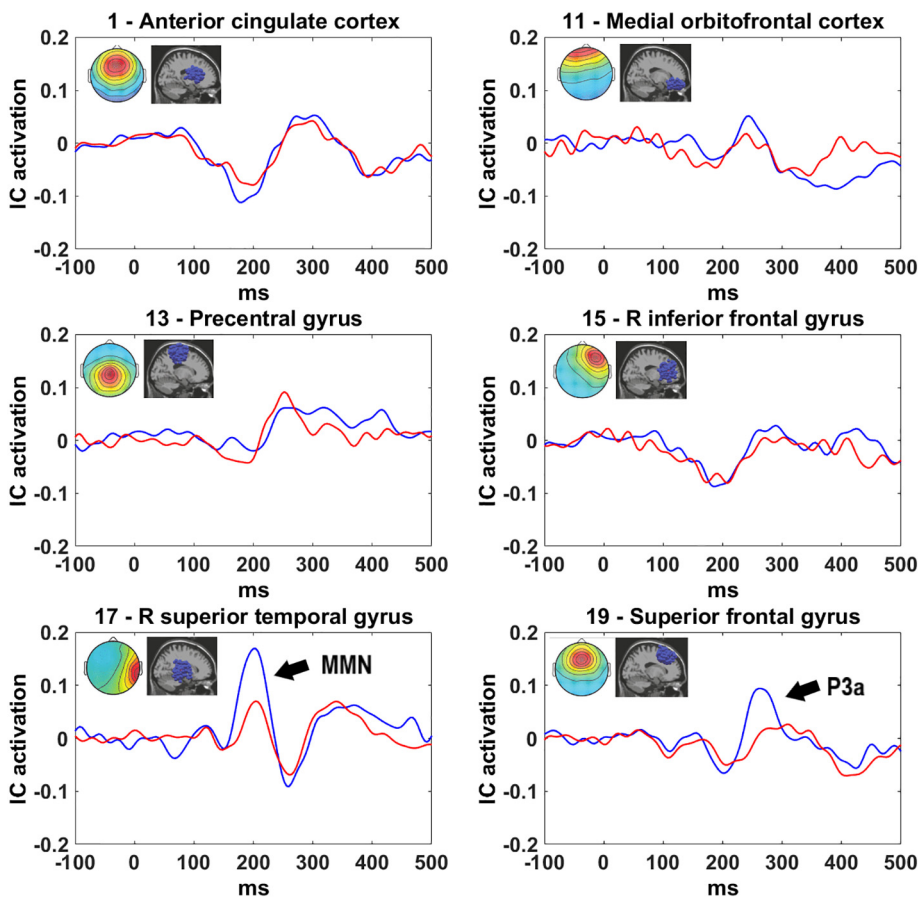 1 - Anterior cingulate cortex
0.2
0.1
0
-0.1
-0.2
IC activation
-100 0 100 200 300 400 500
ms
11 - Medial orbitofrontal cortex
0.2
0.1
0
-0.1
-0.2
IC activation
-100 0 100 200 300 400 500
ms
13 - Precentral gyrus
0.2
0.1
0
-0.1
-0.2
IC activation
-100 0 100 200 300 400 500
ms
15 - R inferior frontal gyrus
0.2
0.1
0
-0.1
-0.2
IC activation
-100 0 100 200 300 400 500
ms
17 - R superior temporal gyrus
0.2
0.1
0
-0.1
-0.2
IC activation
MMN
-100 0 100 200 300 400 500
ms
19 - Superior frontal gyrus
0.2
0.1
0
-0.1
-0.2
IC activation
P3a
-100 0 100 200 300 400 500
ms